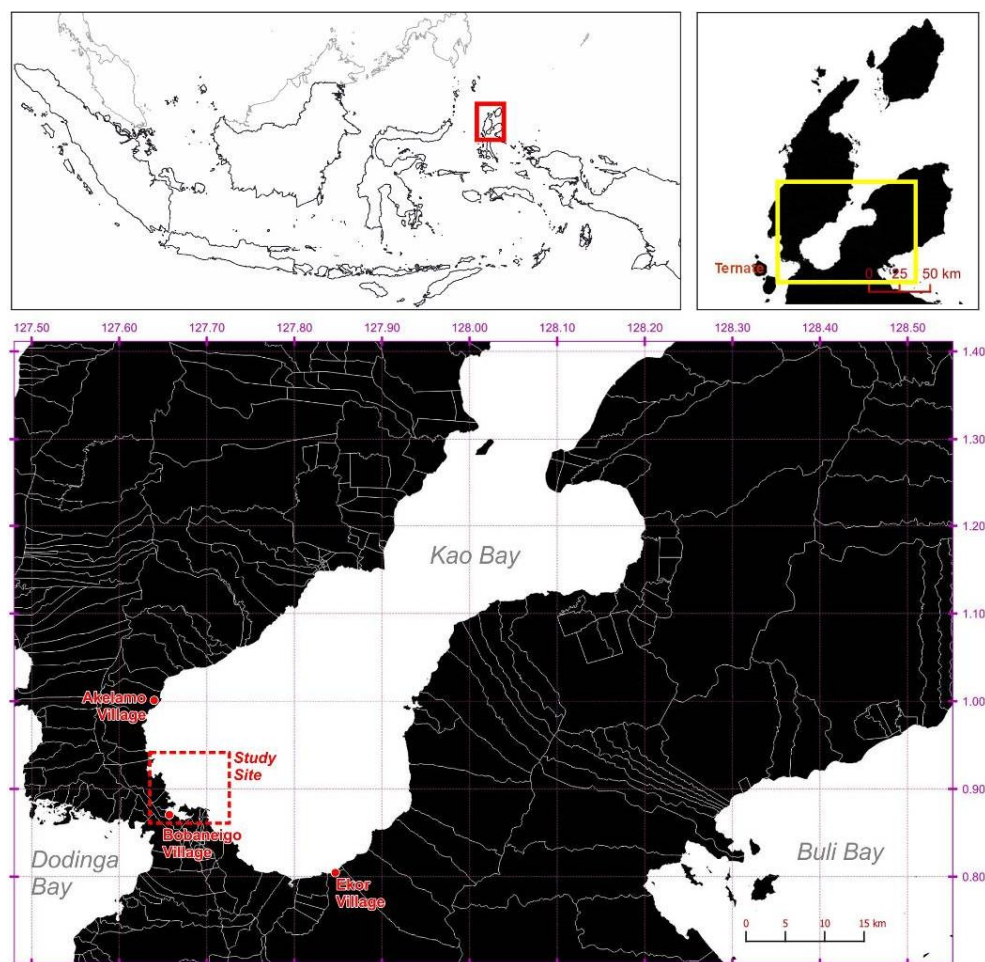 Ternate
0 25 50 km
127.50 127.60 127.70 127.80 127.90 128.00 128.10 128.20 128.30 128.40 128.50
1.40
1.30
1.20
Kao Bay
1.10
Akelamo
Village
1.00
Study
Site
0.90
Bobaneigo
Village
Dodinga
Bay
Ekor
Village
Buli Bay
0.80
0 5 10 15 km